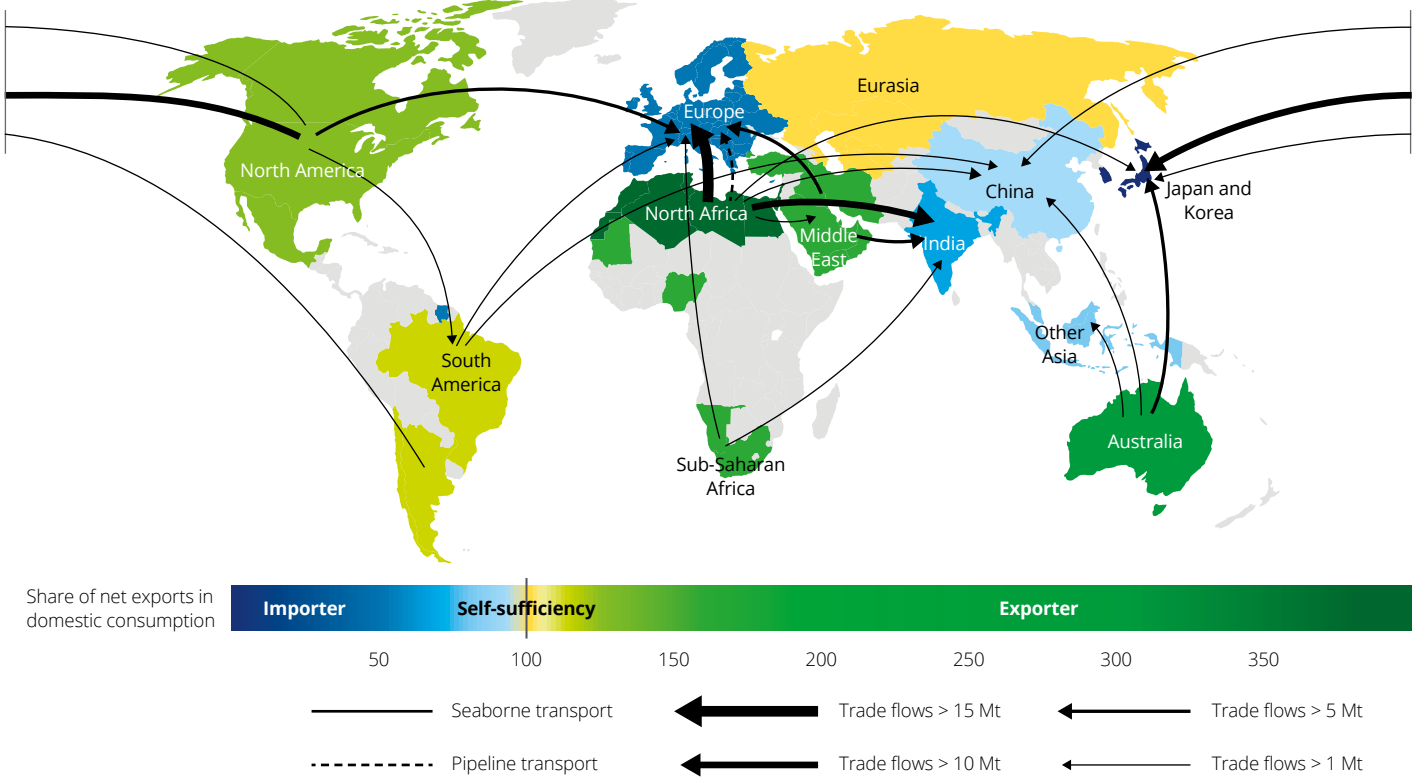 Eurasia
Europe
North America
China
Japan and
Korea
North Africa
Middle
East
India
Other
Asia
South
America
Australia
Sub-Saharan
Africa
Share of net exports in
domestic consumption
Importer
Self-sufficiency
Exporter
50
100
150
200
250
300
350
Seaborne transport
Trade flows > 15 Mt
Trade flows > 5 Mt
Pipeline transport
Trade flows > 10 Mt
Trade flows > 1 Mt